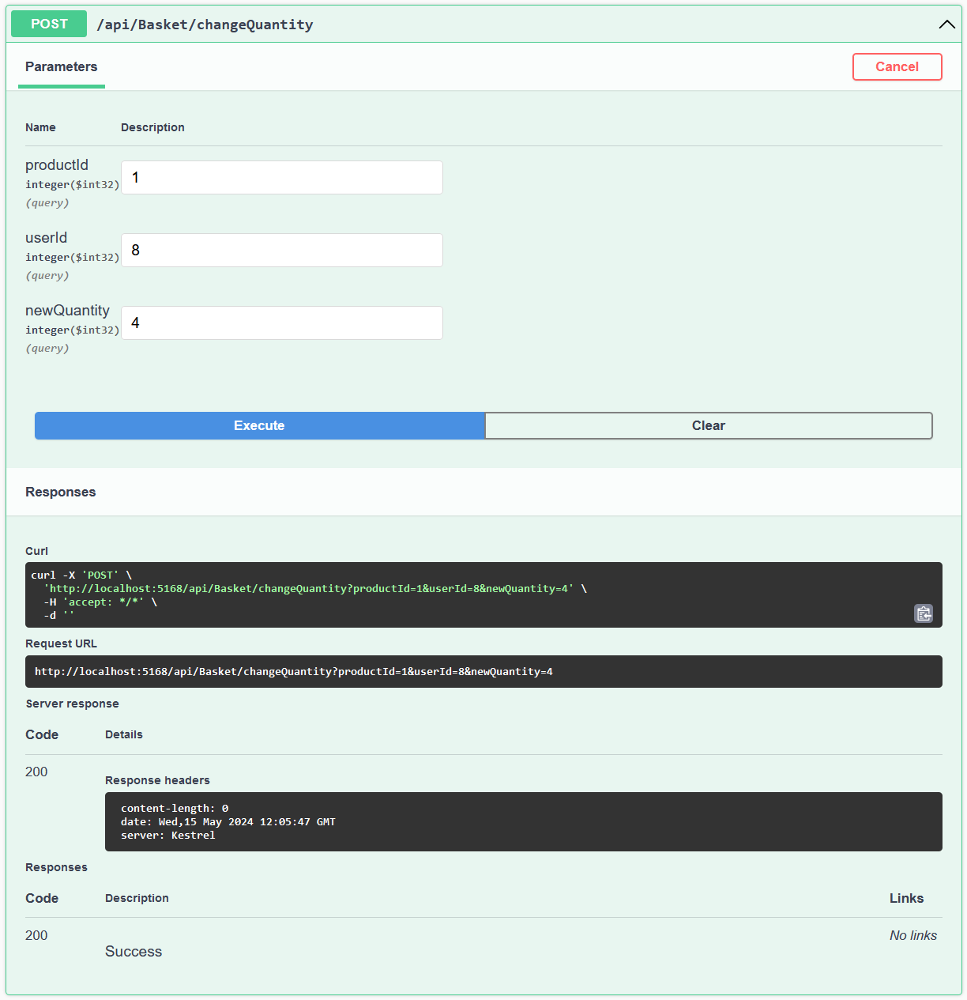 POST /api/Basket/changeQuantity
Parameters
Cancel
Name Description
productId
integer($int32)
(query)
1
userId
integer($int32)
(query)
8
newQuantity
integer($int32)
(query)
4
Execute
Clear
Responses
Curl
curl -X 'POST' \
'http://localhost:5168/api/Basket/changeQuantity?productId=1&userId=8&newQuantity=4' \
-H 'accept: */*' \
-d ''
Request URL
http://localhost:5168/api/Basket/changeQuantity?productId=1&userId=8&newQuantity=4
Server response
Code Details
200
Response headers
content-length: 0
date: Wed,15 May 2024 12:05:47 GMT
server: Kestrel
Responses
Code Description Links
200
Success
No links